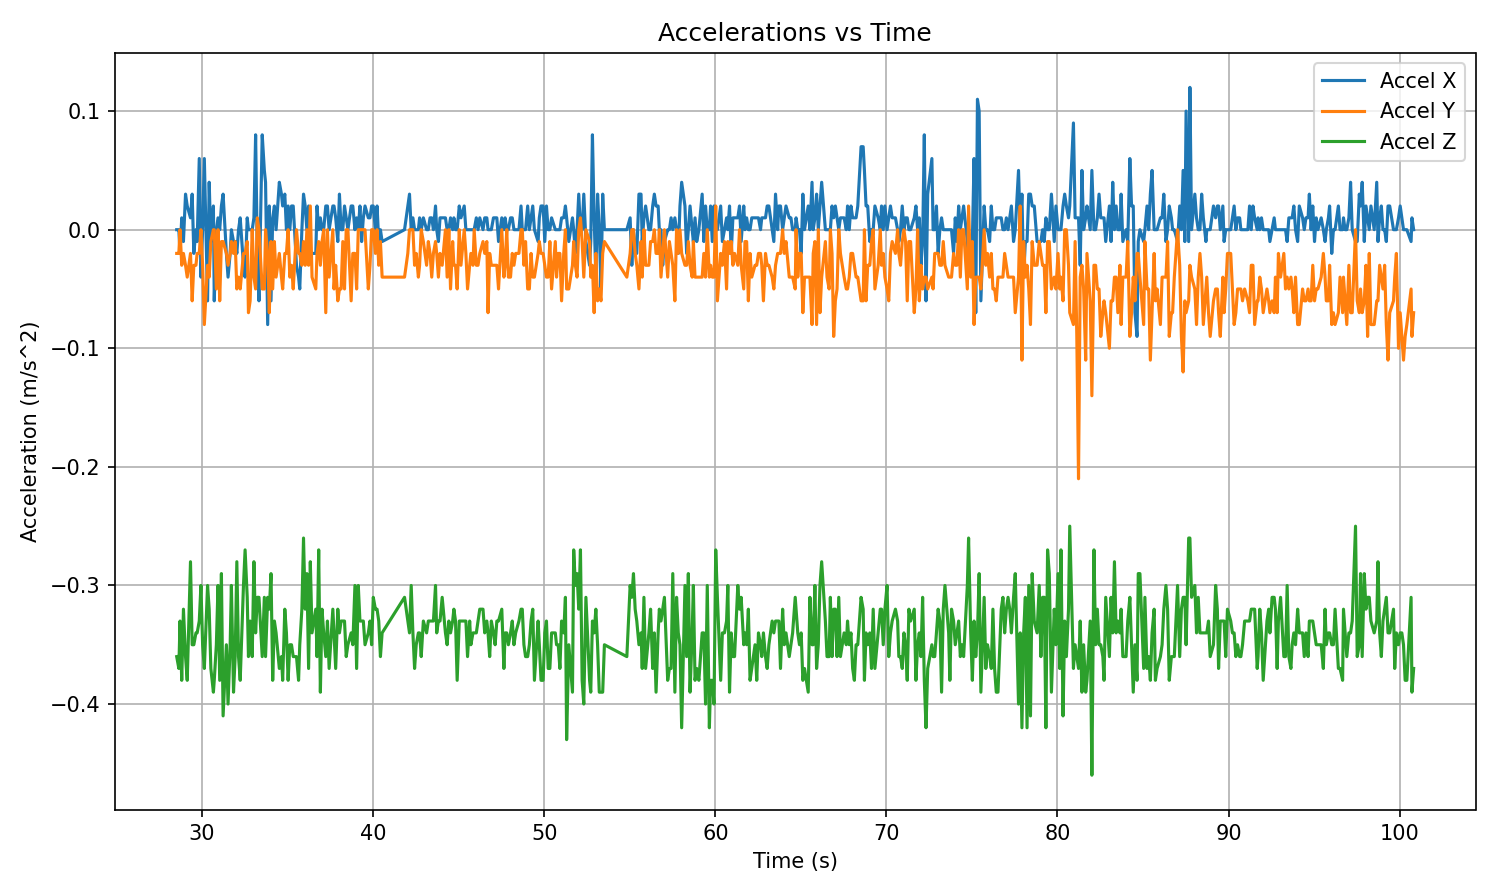 Accelerations vs Time
Accel X
Accel Y
Accel Z
Acceleration (m/s^2)
0.1
0.0
−0.1
−0.2
−0.3
−0.4
30 40 50 60 70 80 90 100
Time (s)